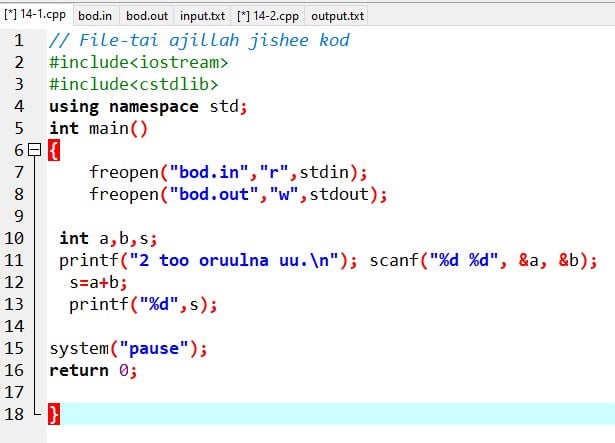 [*] 14-1.cpp bod.in bod.out input.txt [*] 14-2.cpp output.txt
1 // File-tai ajillah jishee kod
2 #include<iostream>
3 #include<cstdlib>
4 using namespace std;
5 int main()
6 {
7 freopen("bod.in","r",stdin);
8 freopen("bod.out","w",stdout);
9
10 int a,b,s;
11 printf("2 too oruulna uu.\n"); scanf("%d %d", &a, &b);
12 s=a+b;
13 printf("%d",s);
14
15 system("pause");
16 return 0;
17
18 }